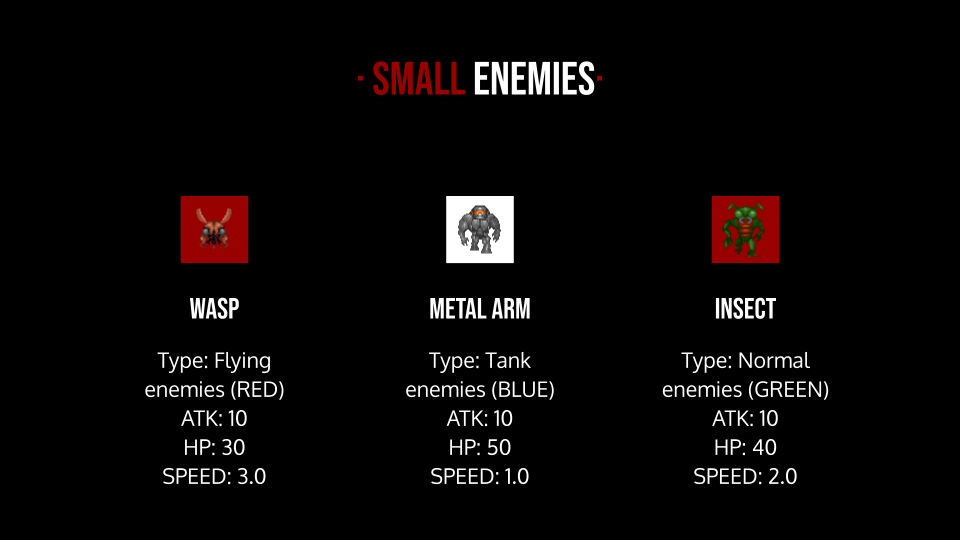 · SMALL ENEMIES·
WASP
Type: Flying
enemies (RED)
ATK: 10
HP: 30
SPEED: 3.0
METAL ARM
Type: Tank
enemies (BLUE)
ATK: 10
HP: 50
SPEED: 1.0
INSECT
Type: Normal
enemies (GREEN)
ATK: 10
HP: 40
SPEED: 2.0